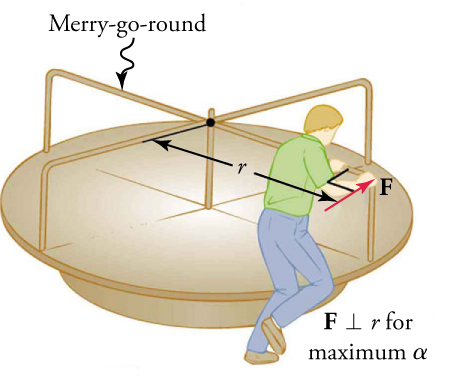 Merry-go-round
r
F
F ⊥ r for
maximum α